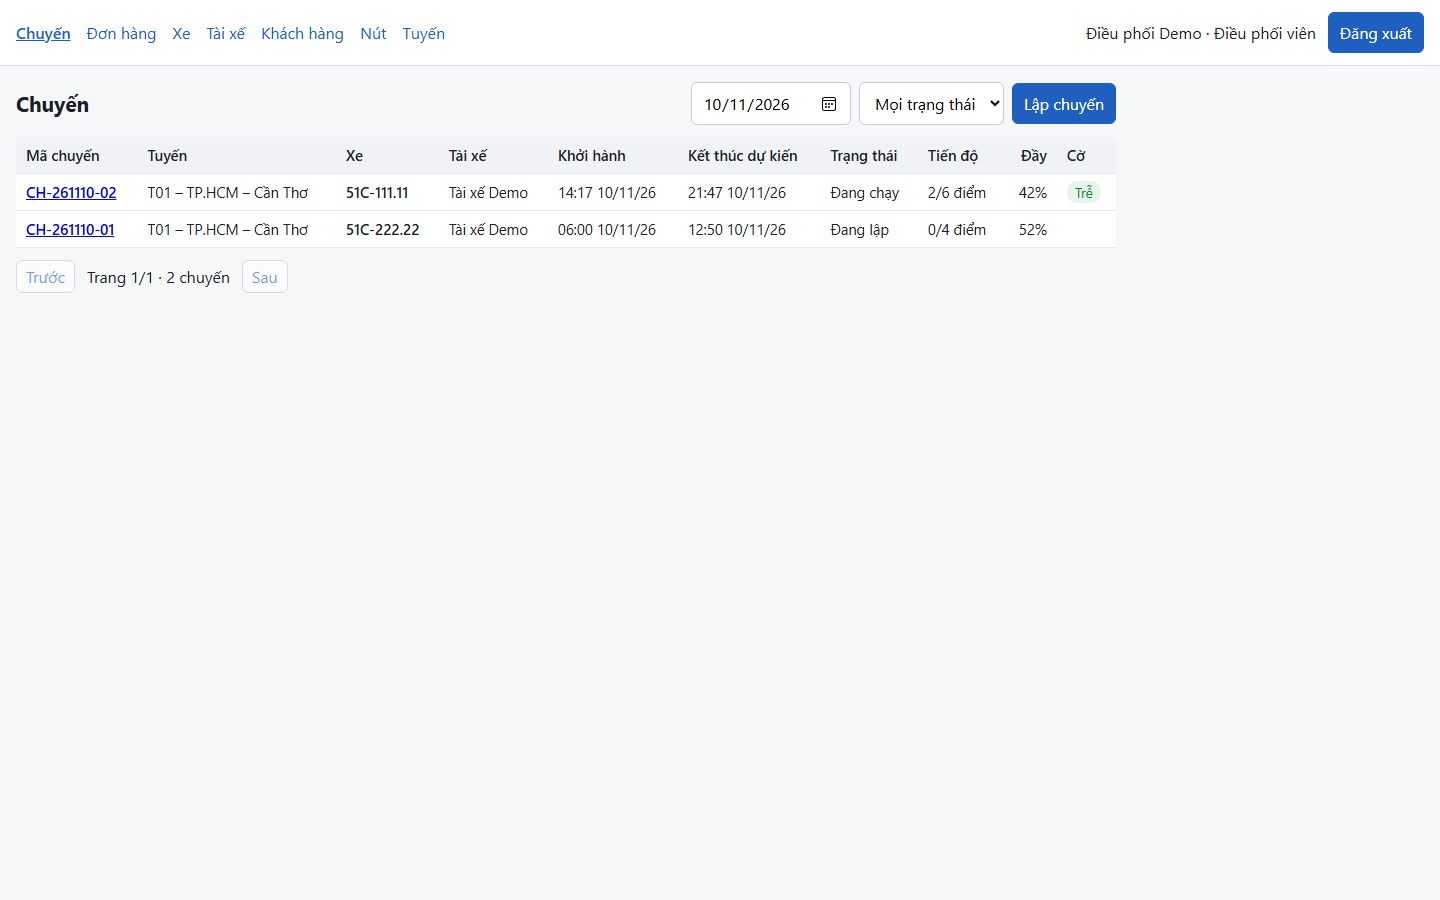 Chuyến Đơn hàng Xe Tài xế Khách hàng Nút Tuyến Điều phối Demo · Điều phối viên Đăng xuất
Chuyến 10/11/2026 Mọi trạng thái Lập chuyến
Mã chuyến Tuyến Xe Tài xế Khởi hành Kết thúc dự kiến Trạng thái Tiến độ Đầy Cờ
CH-261110-02 T01 – TP.HCM – Cần Thơ 51C-111.11 Tài xế Demo 14:17 10/11/26 21:47 10/11/26 Đang chạy 2/6 điểm 42% Trễ
CH-261110-01 T01 – TP.HCM – Cần Thơ 51C-222.22 Tài xế Demo 06:00 10/11/26 12:50 10/11/26 Đang lập 0/4 điểm 52%
Trước Trang 1/1 · 2 chuyến Sau